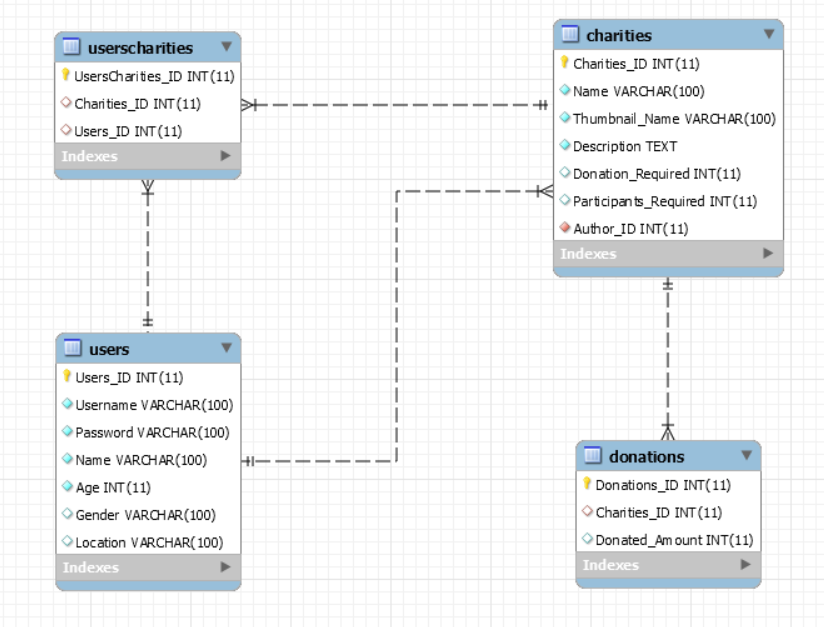 userscharities
UsersCharities_ID INT(11)
Charities_ID INT(11)
Users_ID INT(11)
Indexes
charities
Charities_ID INT(11)
Name VARCHAR(100)
Thumbnail_Name VARCHAR(100)
Description TEXT
Donation_Required INT(11)
Participants_Required INT(11)
Author_ID INT(11)
Indexes
users
Users_ID INT(11)
Username VARCHAR(100)
Password VARCHAR(100)
Name VARCHAR(100)
Age INT(11)
Gender VARCHAR(100)
Location VARCHAR(100)
Indexes
donations
Donations_ID INT(11)
Charities_ID INT(11)
Donated_Amount INT(11)
Indexes